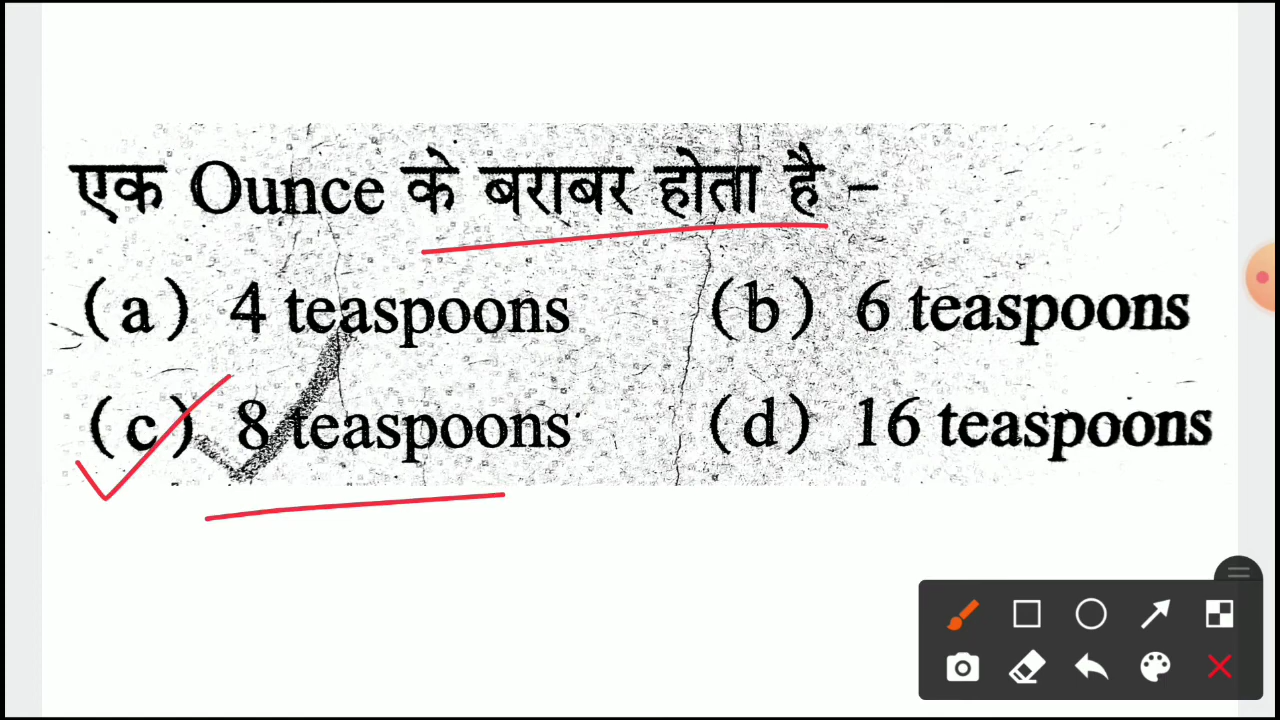 एक Ounce के बराबर होता है –
(a) 4 teaspoons (b) 6 teaspoons
(c) 8 teaspoons (d) 16 teaspoons